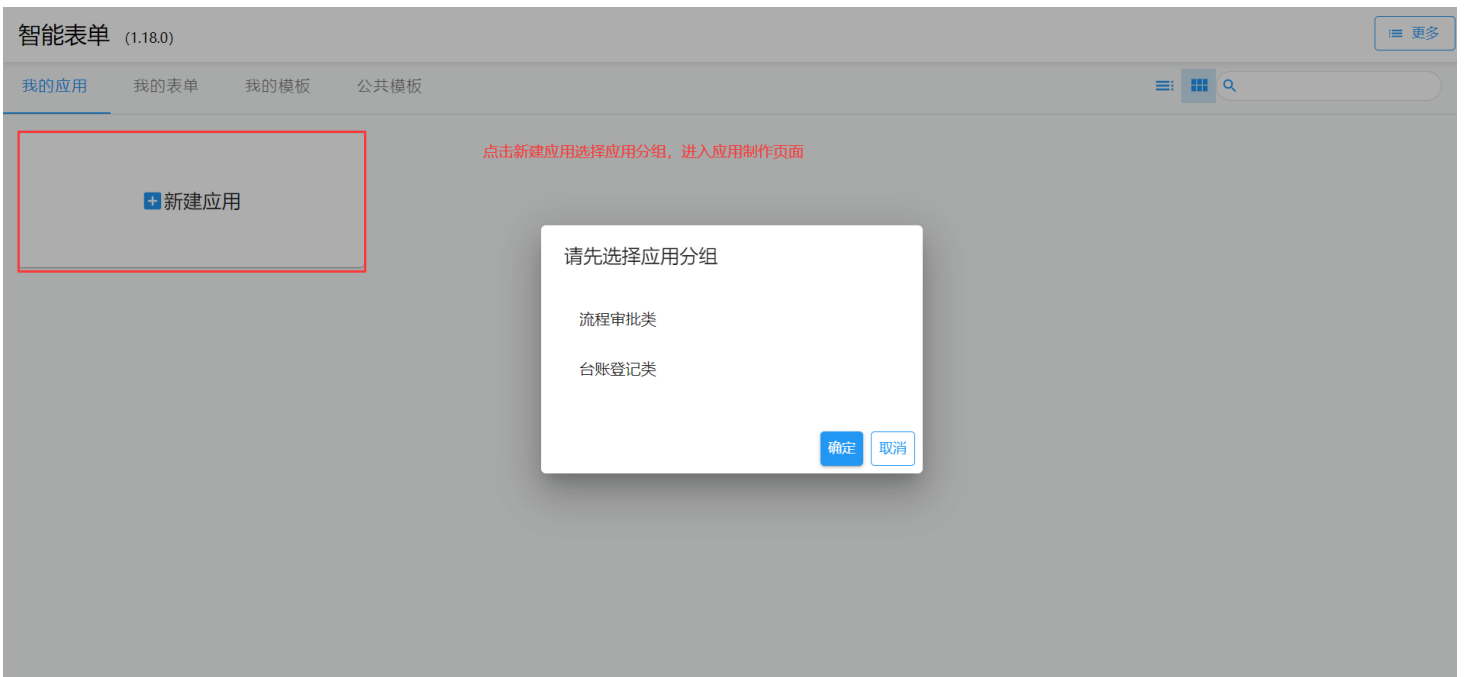 智能表单 (1.18.0)
更多
我的应用 我的表单 我的模板 公共模板
点击新建应用选择应用分组，进入应用制作页面
新建应用
请先选择应用分组
流程审批类
台账登记类
确定 取消